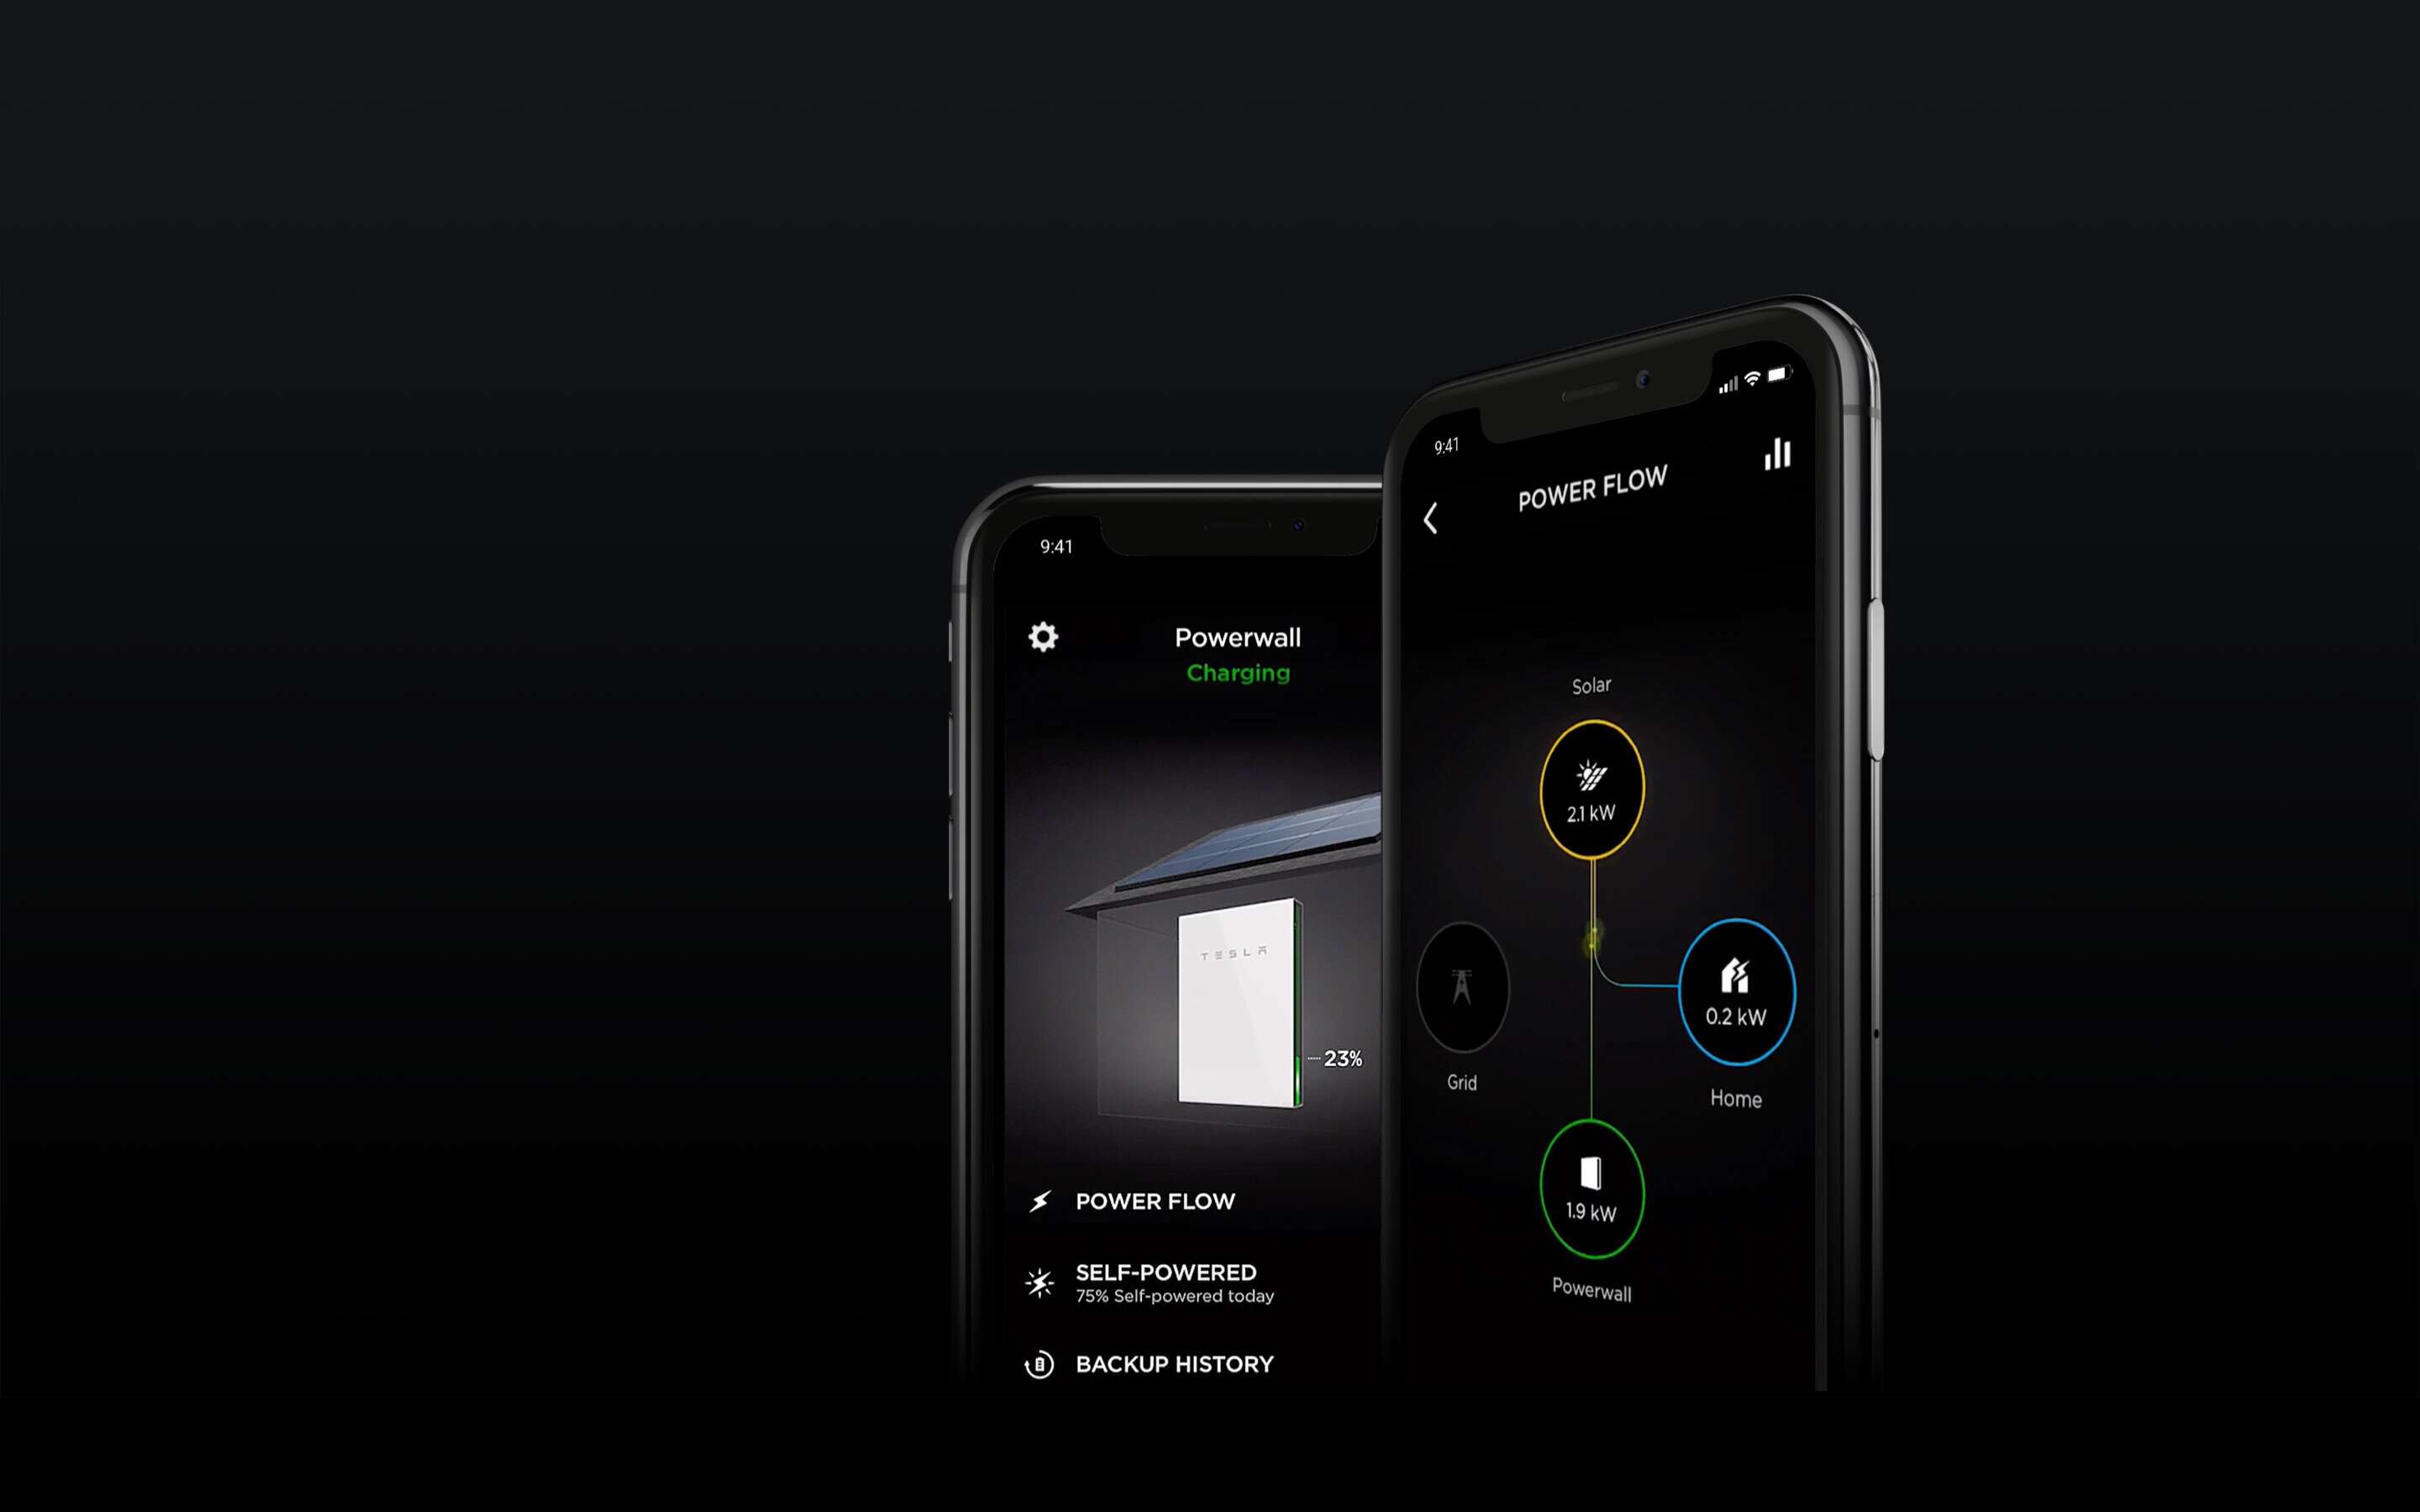 9:41
Powerwall
Charging
TESLA
23%
POWER FLOW
SELF-POWERED
75% Self-powered today
BACKUP HISTORY
9:41
POWER FLOW
Solar
2.1 kW
Grid
0.2 kW
Home
1.9 kW
Powerwall